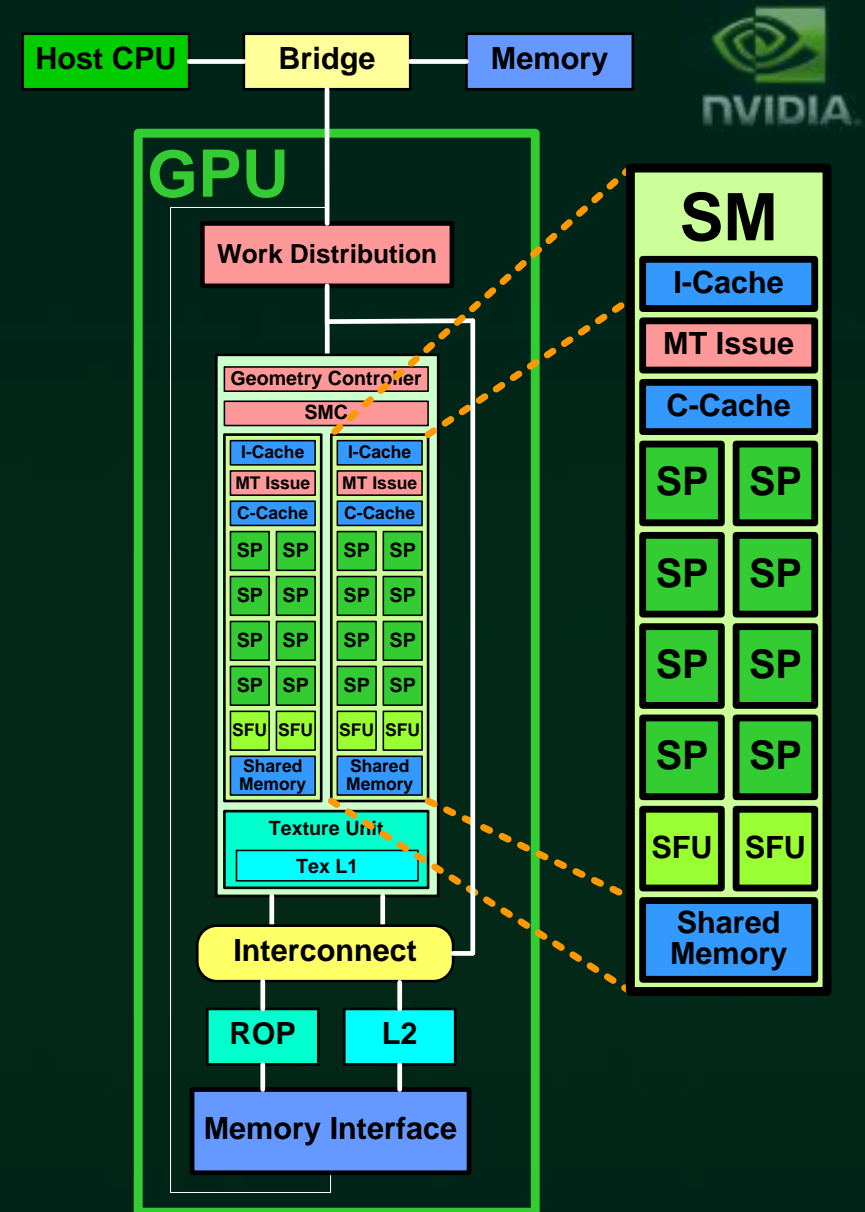 Host CPU
Bridge
Memory
NVIDIA.
GPU
Work Distribution
Geometry Controller
SMC
I-Cache
I-Cache
MT Issue
MT Issue
C-Cache
C-Cache
SP SP
SP SP
SP SP
SP SP
SP SP
SP SP
SP SP
SP SP
SFU SFU
SFU SFU
Shared
Memory
Shared
Memory
Texture Unit
Tex L1
Interconnect
ROP
L2
Memory Interface
SM
I-Cache
MT Issue
C-Cache
SP SP
SP SP
SP SP
SP SP
SFU SFU
Shared
Memory